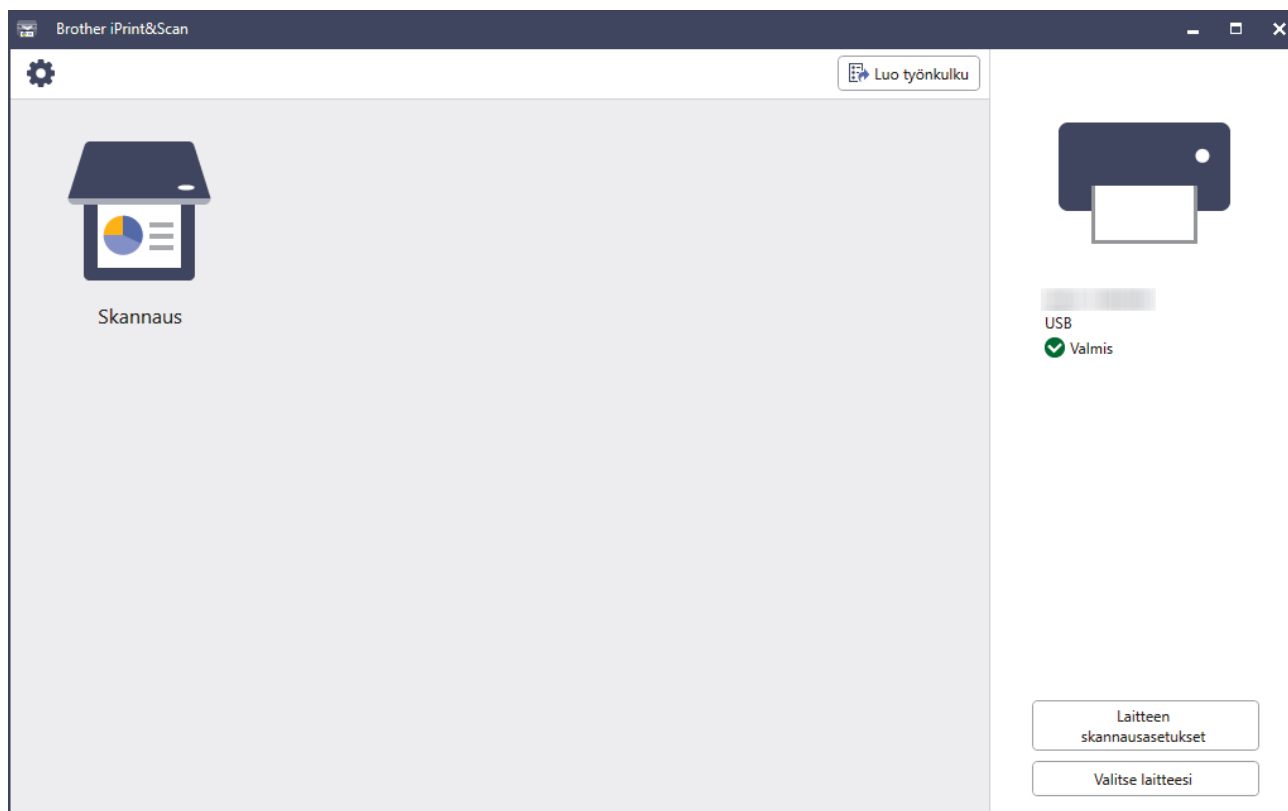 Brother iPrint&Scan
Luo työnkulku
Skannaus
USB
Valmis
Laitteen
skannausasetukset
Valitse laitteesi